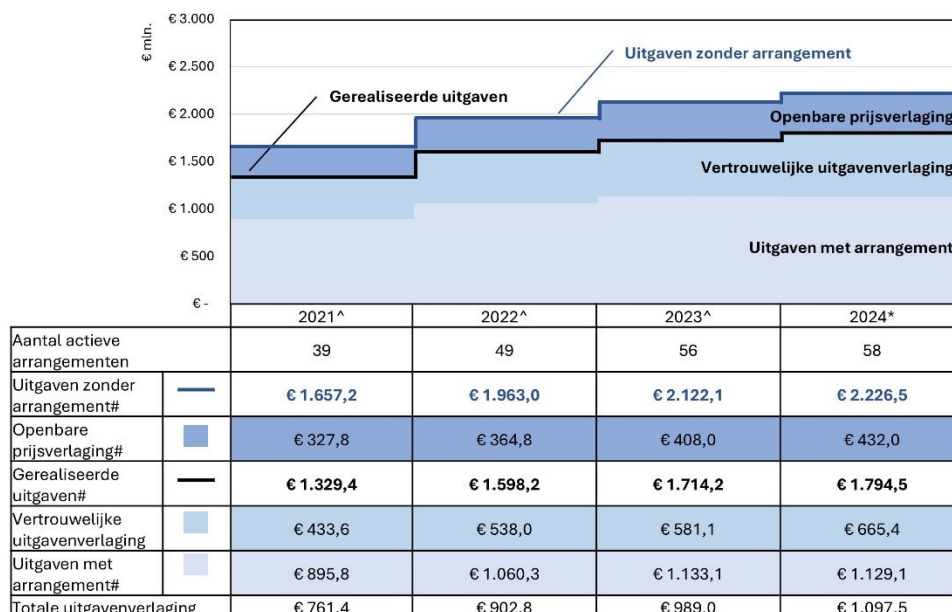 € mln.
€ 3.000
€ 2.500
€ 2.000
€ 1.500
€ 1.000
€ 500
€ -
Uitgaven zonder arrangement
Gerealiseerde uitgaven
Openbare prijsverlaging
Vertrouwelijke uitgavenverlaging
Uitgaven met arrangement
2021^ 2022^ 2023^ 2024*
Aantal actieve
arrangementen 39 49 56 58
Uitgaven zonder
arrangement# € 1.657,2 € 1.963,0 € 2.122,1 € 2.226,5
Openbare
prijsverlaging# € 327,8 € 364,8 € 408,0 € 432,0
Gerealiseerde
uitgaven# € 1.329,4 € 1.598,2 € 1.714,2 € 1.794,5
Vertrouwelijke
uitgavenverlaging € 433,6 € 538,0 € 581,1 € 665,4
Uitgaven met
arrangement# € 895,8 € 1.060,3 € 1.133,1 € 1.129,1
Totale uitgavenverlaging € 761,4 € 902,8 € 989,0 € 1.097,5